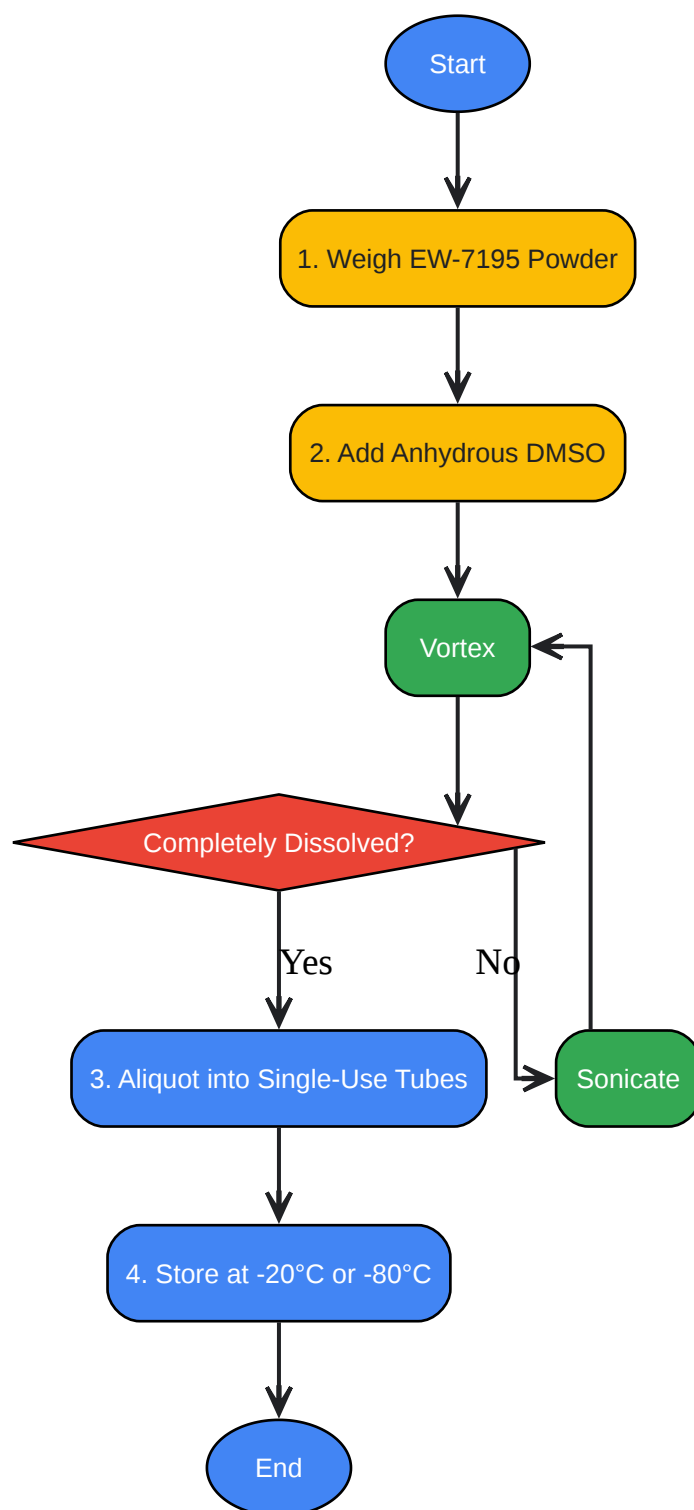 Start
1. Weigh EW-7195 Powder
2. Add Anhydrous DMSO
Vortex
Completely Dissolved?
Yes
No
3. Aliquot into Single-Use Tubes
Sonicate
4. Store at -20°C or -80°C
End